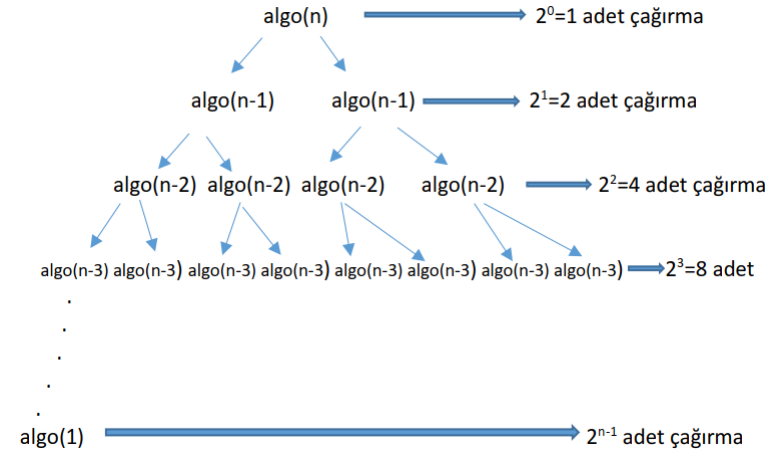 algo(n) 2⁰=1 adet çağırma
algo(n-1) algo(n-1) 2¹=2 adet çağırma
algo(n-2) algo(n-2) algo(n-2) algo(n-2) 2²=4 adet çağırma
algo(n-3) algo(n-3) algo(n-3) algo(n-3) algo(n-3) algo(n-3) algo(n-3) algo(n-3) 2³=8 adet
.
.
.
.
.
algo(1) 2ⁿ⁻¹ adet çağırma